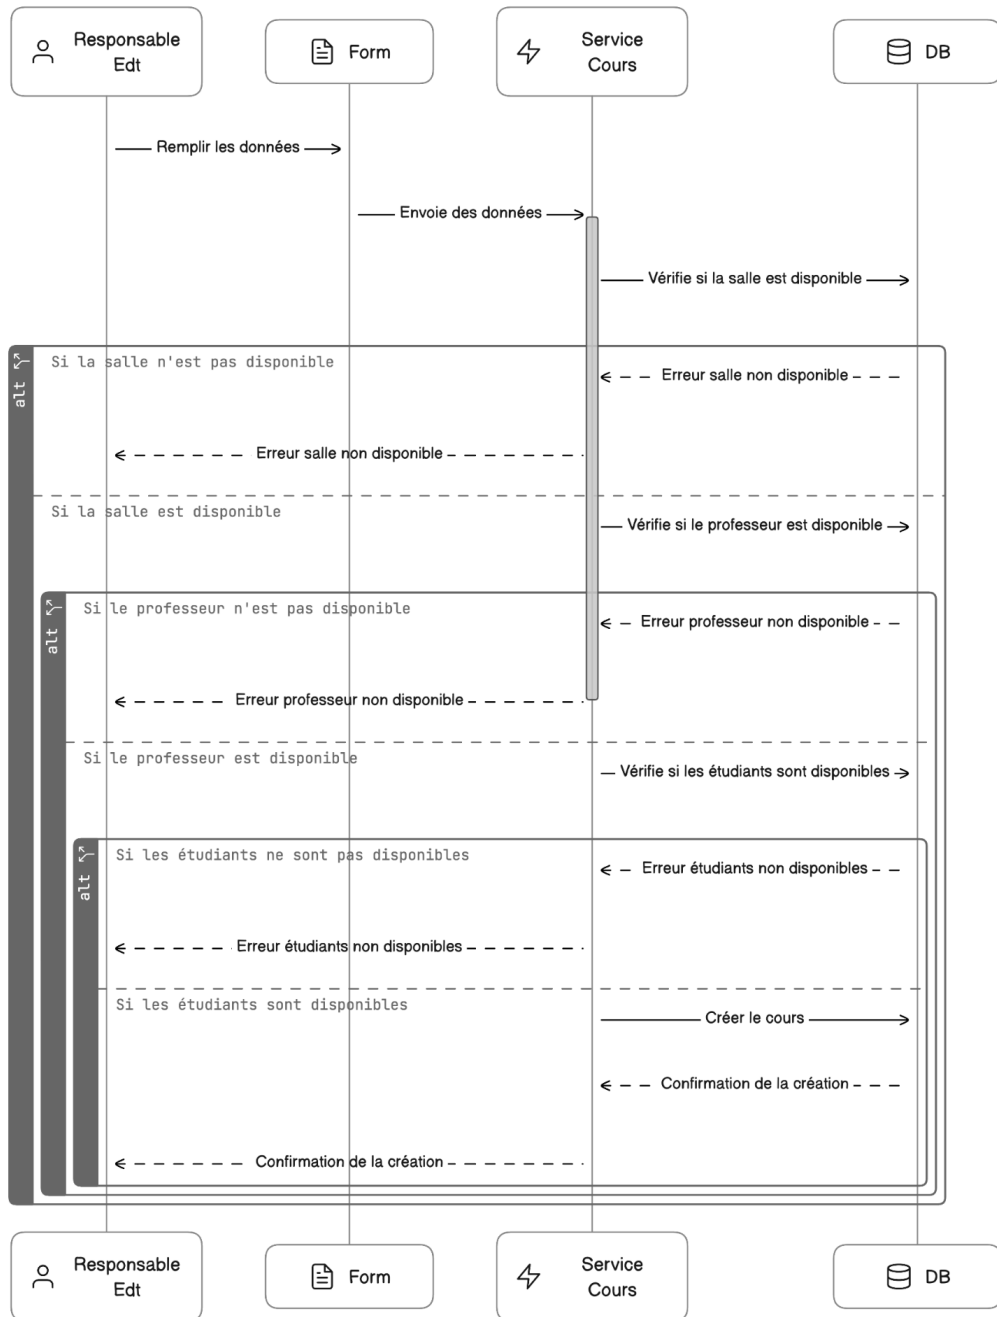 Responsable
Edt
Form
Service
Cours
DB
Remplir les données
Envoie des données
Vérifie si la salle est disponible
alt
Si la salle n'est pas disponible
Erreur salle non disponible
Erreur salle non disponible
Si la salle est disponible
Vérifie si le professeur est disponible
alt
Si le professeur n'est pas disponible
Erreur professeur non disponible
Erreur professeur non disponible
Si le professeur est disponible
Vérifie si les étudiants sont disponibles
alt
Si les étudiants ne sont pas disponibles
Erreur étudiants non disponibles
Erreur étudiants non disponibles
Si les étudiants sont disponibles
Créer le cours
Confirmation de la création
Confirmation de la création
Responsable
Edt
Form
Service
Cours
DB